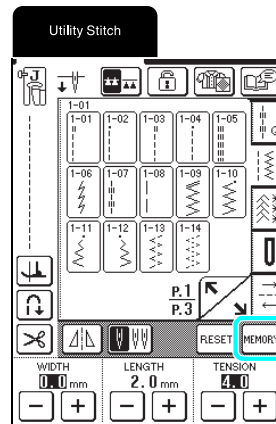 Utility Stitch
J
1-01
1-01 1-02 1-03 1-04 1-05
1-06 1-07 1-08 1-09 1-10
1-11 1-12 1-13 1-14
P.1
P.3
RESET MEMORY
WIDTH LENGTH TENSION
0.0 mm 2.0 mm 4.0
− + − + − +